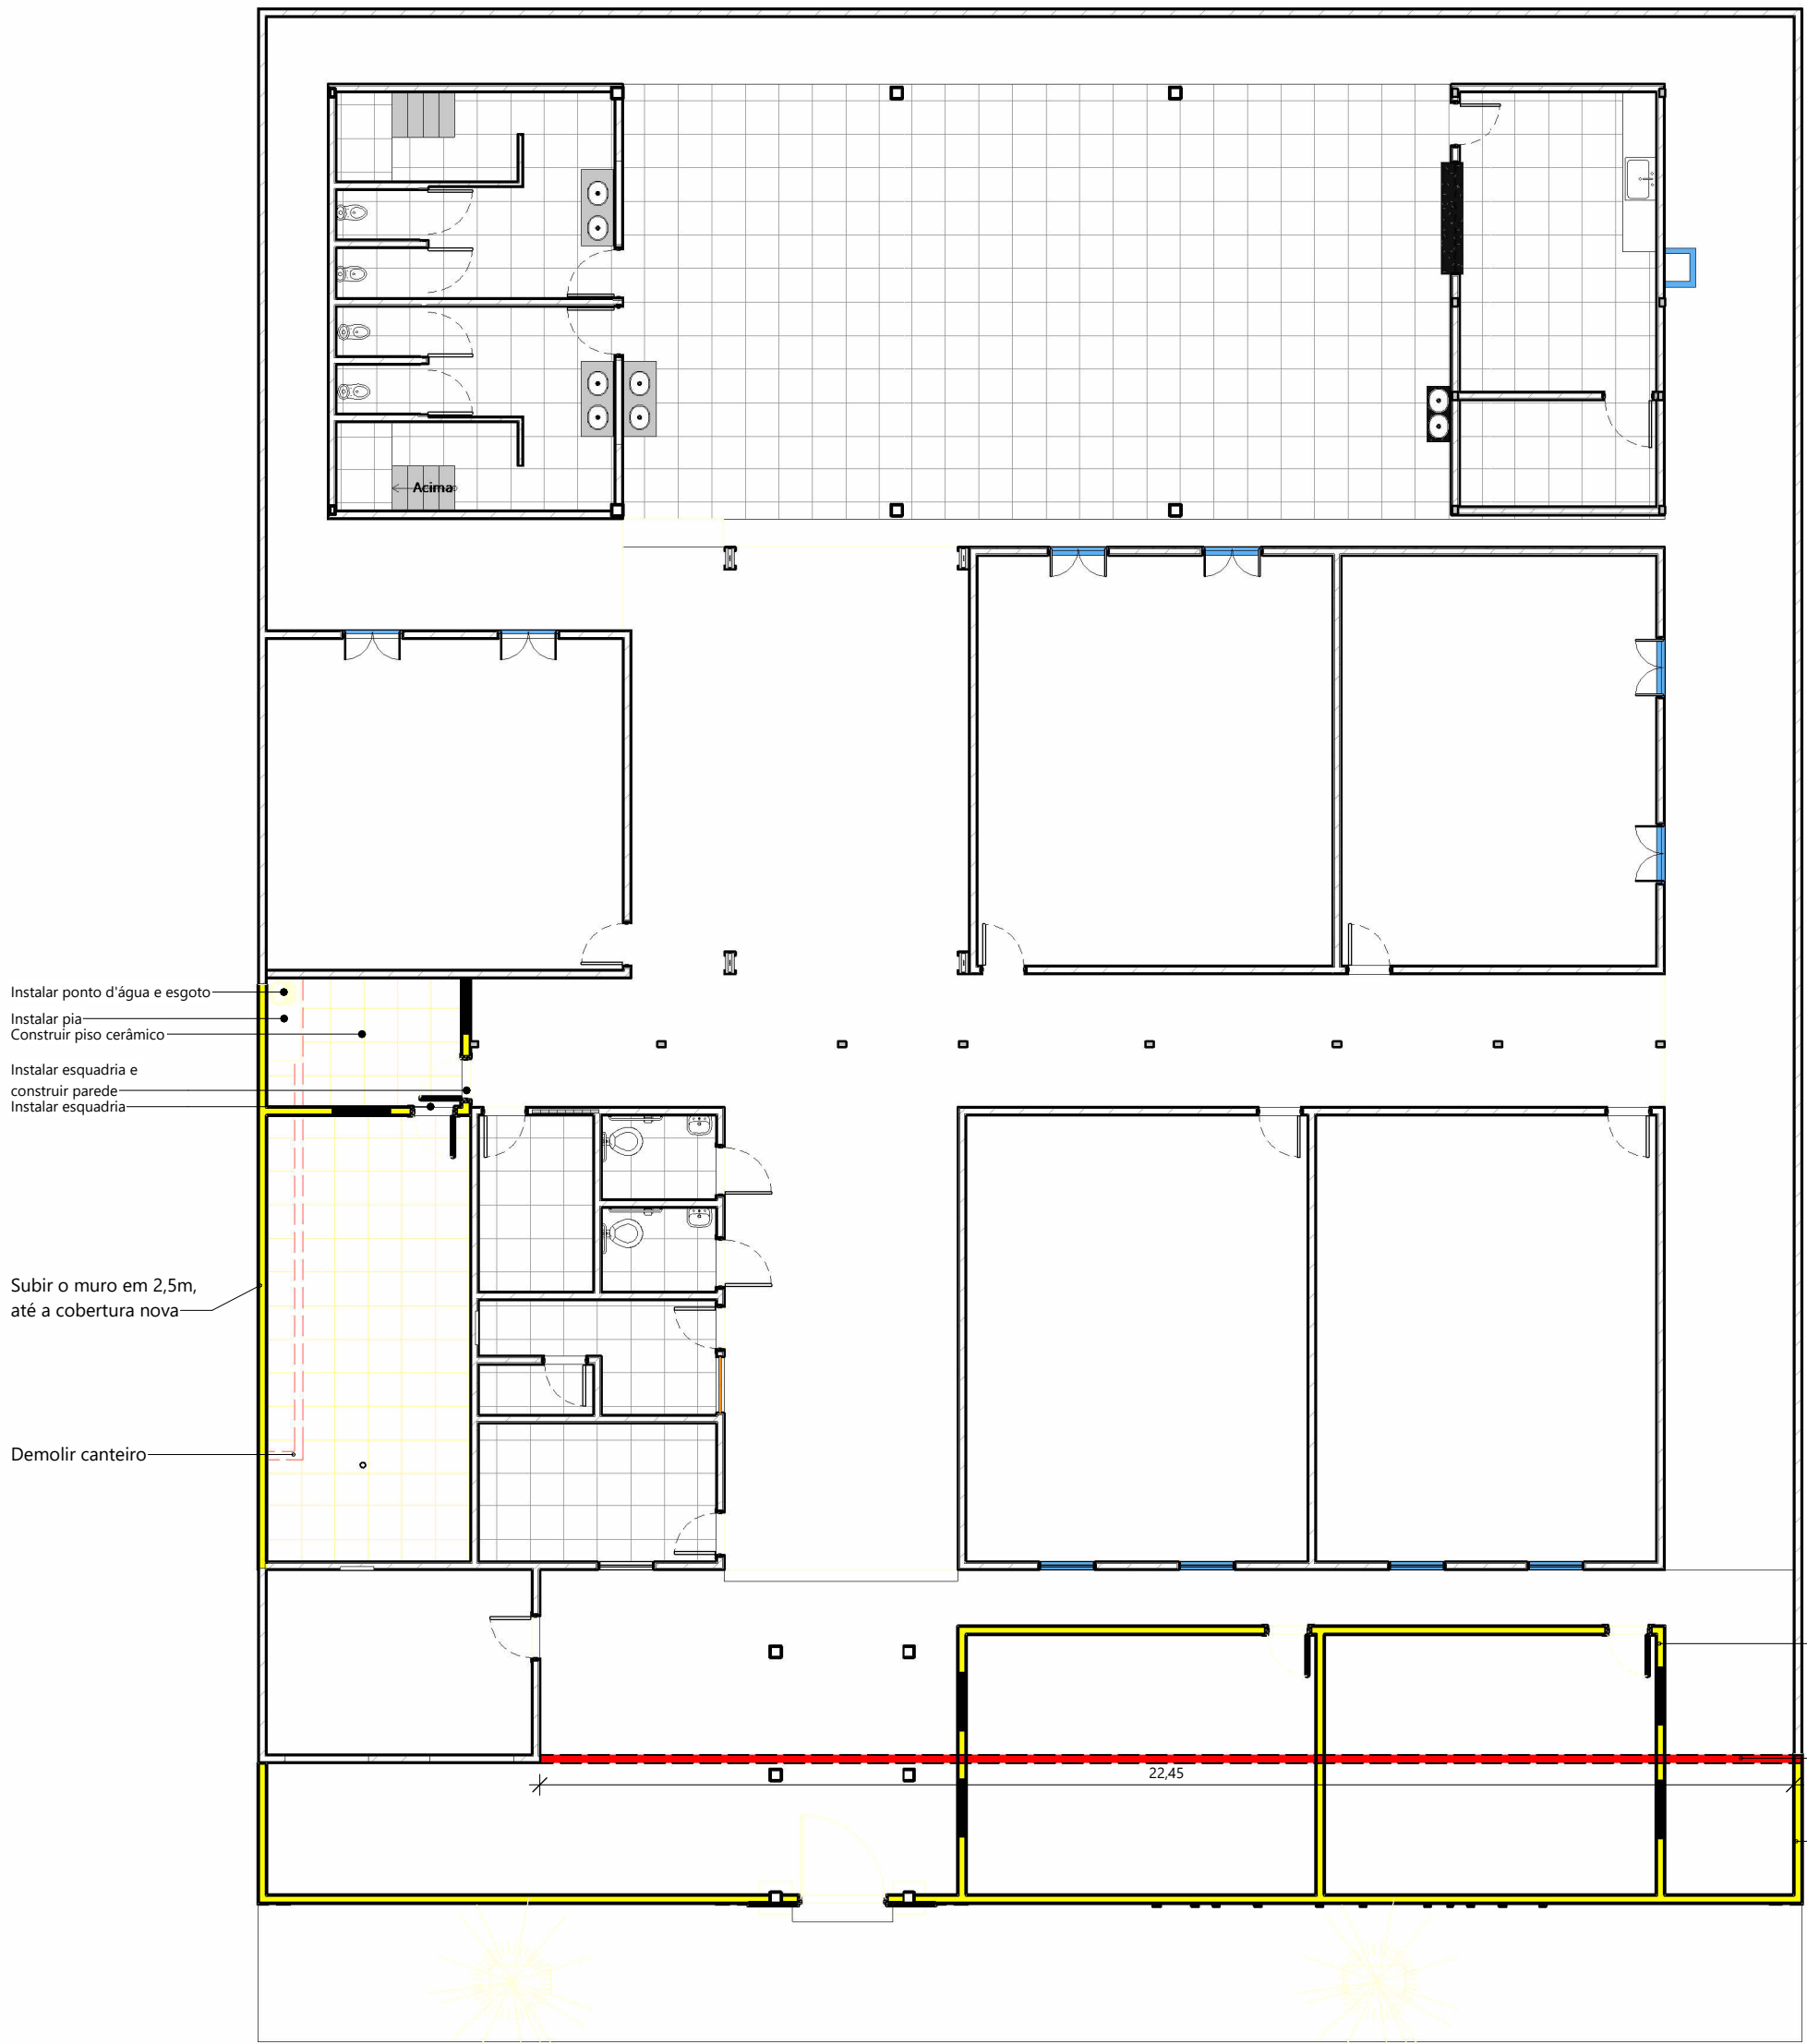 Acima
Instalar ponto d'água e esgoto
Instalar pia
Construir piso cerâmico
Instalar esquadria e
construir parede
Instalar esquadria
Subir o muro em 2,5m,
até a cobertura nova
Demolir canteiro
22,45